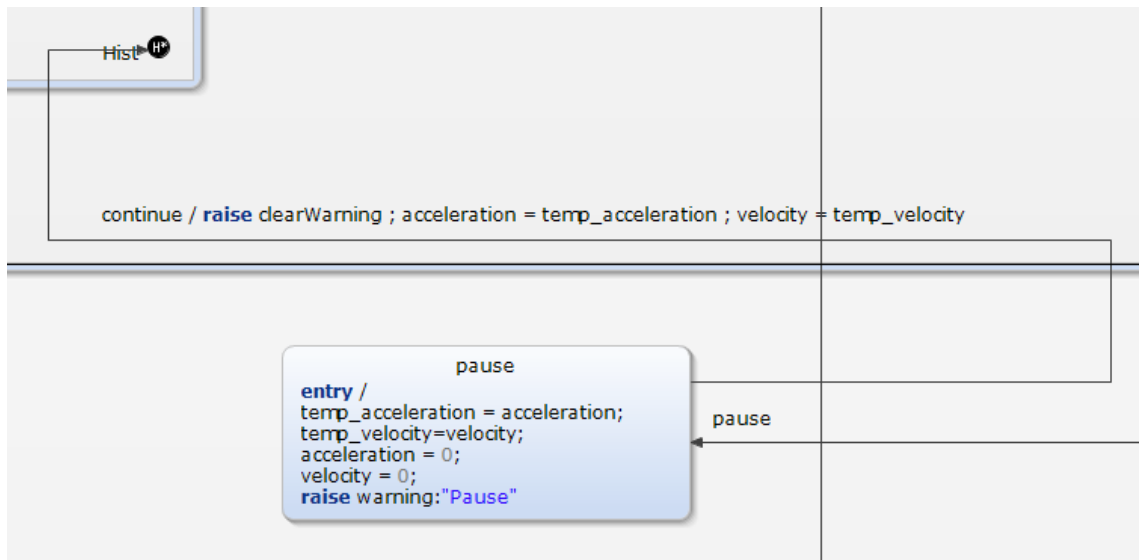 Hist H*
continue / raise clearWarning ; acceleration = temp_acceleration ; velocity = temp_velocity
pause
entry /
temp_acceleration = acceleration;
temp_velocity=velocity;
acceleration = 0;
velocity = 0;
raise warning:"Pause"
pause